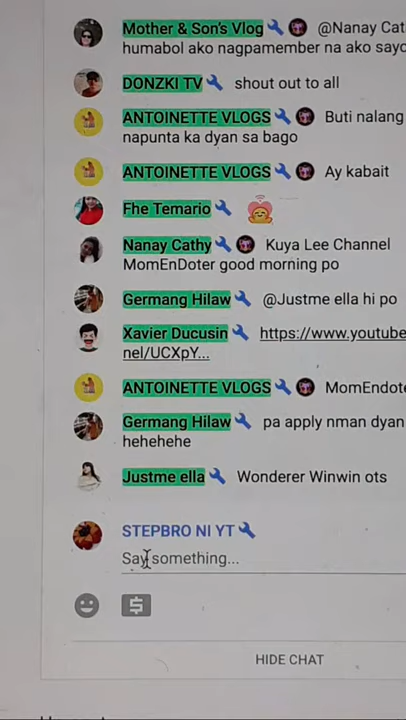 Mother & Son's Vlog @Nanay Cat
humabol ako nagpamember na ako sayo
DONZKI TV shout out to all
ANTOINETTE VLOGS Buti nalang
napunta ka dyan sa bago
ANTOINETTE VLOGS Ay kabait
Fhe Temario
Nanay Cathy Kuya Lee Channel
MomEnDoter good morning po
Germang Hilaw @Justme ella hi po
Xavier Ducusin https://www.youtube
nel/UCXpY...
ANTOINETTE VLOGS MomEndote
Germang Hilaw pa apply nman dyan
hehehehe
Justme ella Wonderer Winwin ots
STEPBRO NI YT
Say something...
HIDE CHAT